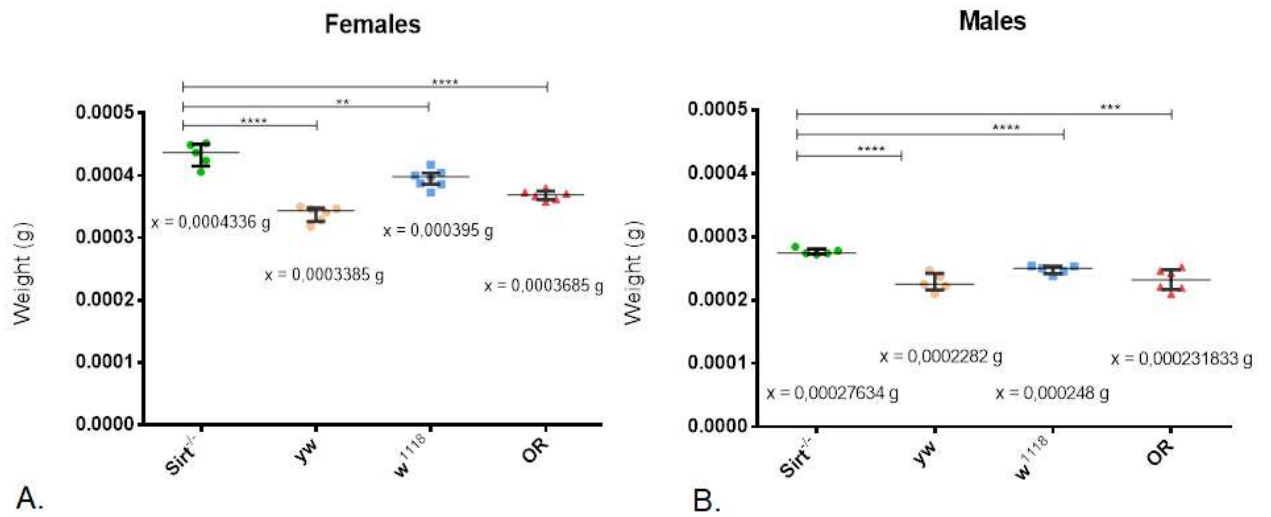 Females
****
**
****
0.0005
0.0004
0.0003
0.0002
0.0001
0.0000
Weight (g)
x = 0,0004336 g
x = 0,0003385 g
x = 0,000395 g
x = 0,0003685 g
Sirt-/-
yw
w1118
OR
A.
Males
***
****
****
0.0005
0.0004
0.0003
0.0002
0.0001
0.0000
Weight (g)
x = 0,00027634 g
x = 0,0002282 g
x = 0,000248 g
x = 0,000231833 g
Sirt-/-
yw
w1118
OR
B.